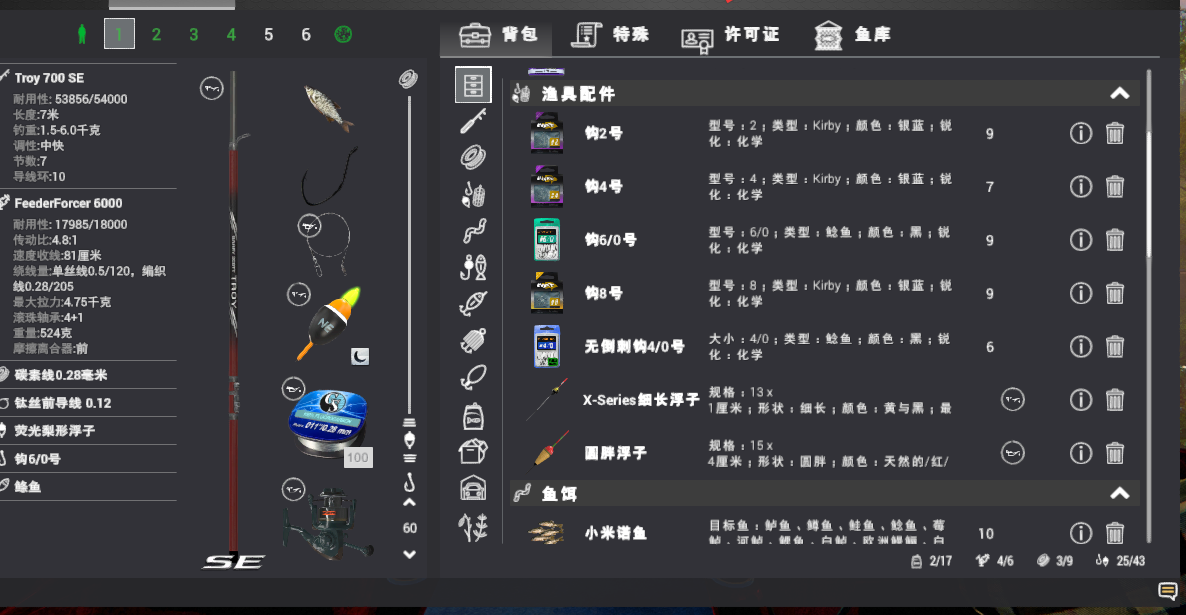 1 2 3 4 5 6
背包 特殊 许可证 鱼库
Troy 700 SE
耐用性: 53856/54000
长度:7米
钓重:1.5-6.0千克
调性:中快
节数:7
导线环:10
FeederForcer 6000
耐用性: 17985/18000
传动比:4.8:1
速度收线:81厘米
绕线量:单丝线0.5/120，编织
线0.28/205
最大拉力:4.75千克
滚珠轴承:4+1
重量:524克
摩擦离合器:前
碳素线0.28毫米
钛丝前导线 0.12
荧光梨形浮子
钩6/0号
鲦鱼
TROY
SE
011"/0.28 mm
100
60
渔具配件
钩2号
型号：2；类型：Kirby；颜色：银蓝；锐
化：化学
9
钩4号
型号：4；类型：Kirby；颜色：银蓝；锐
化：化学
7
钩6/0号
型号：6/0；类型：鲶鱼；颜色：黑；锐
化：化学
9
钩8号
型号：8；类型：Kirby；颜色：银蓝；锐
化：化学
9
无倒刺钩4/0号
大小：4/0；类型：鲶鱼；颜色：黑；锐
化：化学
6
X-Series细长浮子
规格：13 x
1厘米；形状：细长；颜色：黄与黑；最
圆胖浮子
规格：15 x
4厘米；形状：圆胖；颜色：天然的/红/
鱼饵
小米诺鱼
目标鱼：鲈鱼、鳟鱼、鲑鱼、鲶鱼、莓
鲈、河鲈、鲤鱼、白鲈、欧洲鳗鲡、白
10
2/17 4/6 3/9 25/43